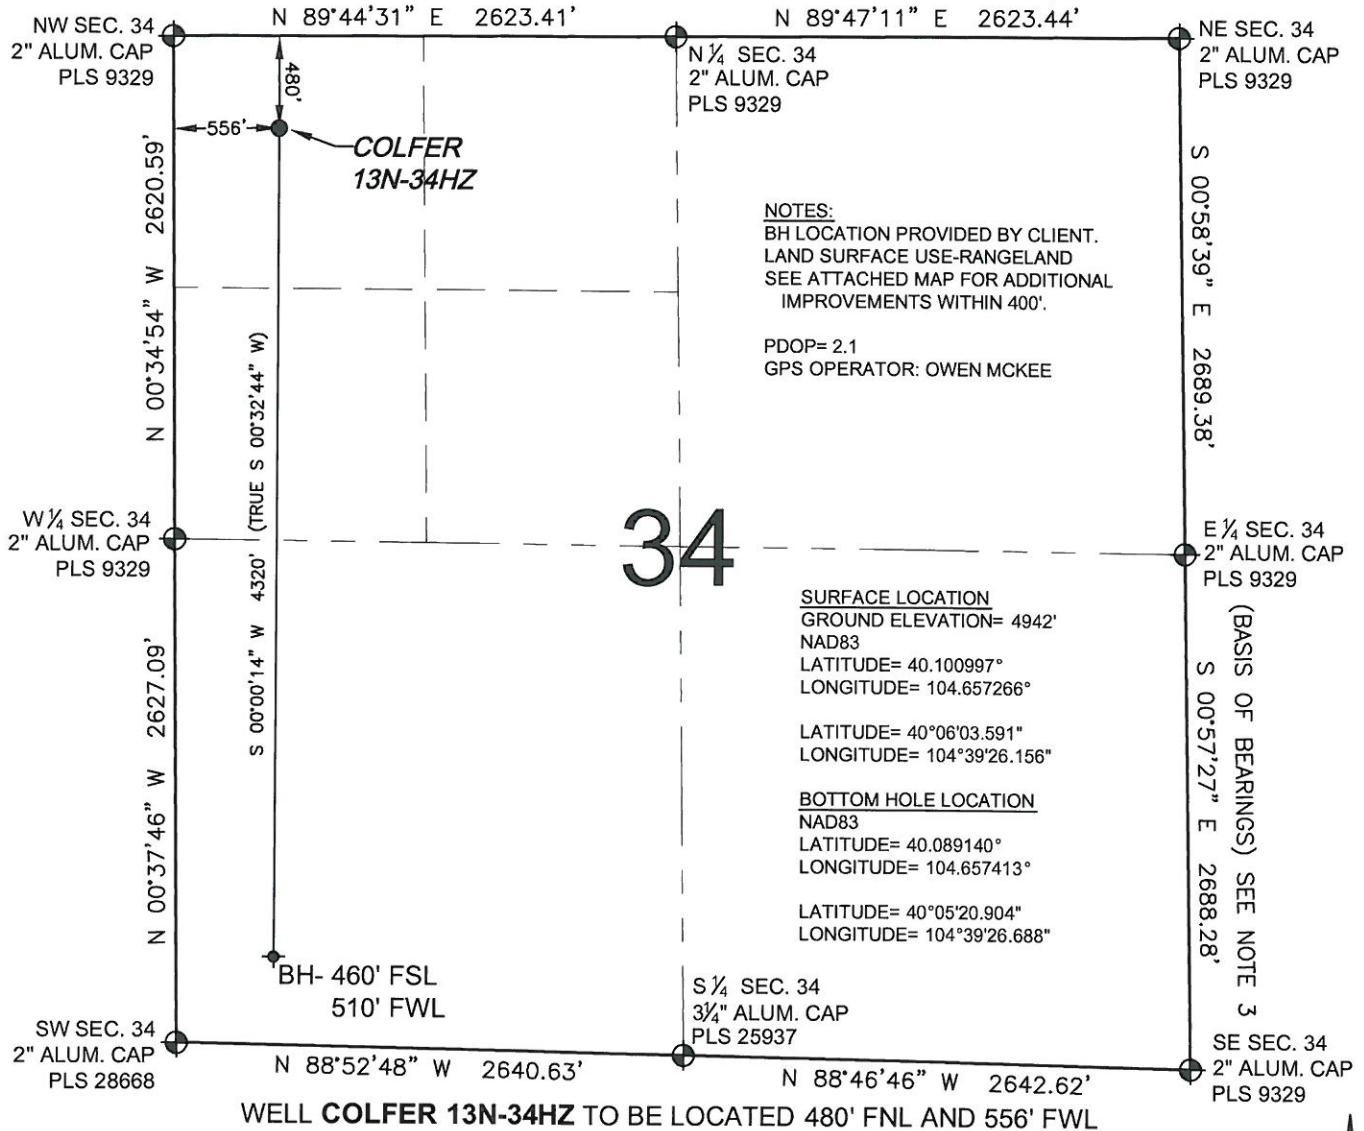 N 89°44'31" E 2623.41'
N 89°47'11" E 2623.44'
NW SEC. 34
2" ALUM. CAP
PLS 9329
N ¼ SEC. 34
2" ALUM. CAP
PLS 9329
NE SEC. 34
2" ALUM. CAP
PLS 9329
480'
556'
COLFER
13N-34HZ
N 00°34'54" W 2620.59'
S 00°58'39" E 2689.38'
NOTES:
BH LOCATION PROVIDED BY CLIENT.
LAND SURFACE USE-RANGELAND
SEE ATTACHED MAP FOR ADDITIONAL
IMPROVEMENTS WITHIN 400'.
PDOP= 2.1
GPS OPERATOR: OWEN MCKEE
S 00°00'14" W 4320' (TRUE S 00°32'44" W)
W ¼ SEC. 34
2" ALUM. CAP
PLS 9329
34
E ¼ SEC. 34
2" ALUM. CAP
PLS 9329
SURFACE LOCATION
GROUND ELEVATION= 4942'
NAD83
LATITUDE= 40.100997°
LONGITUDE= 104.657266°
LATITUDE= 40°06'03.591"
LONGITUDE= 104°39'26.156"
BOTTOM HOLE LOCATION
NAD83
LATITUDE= 40.089140°
LONGITUDE= 104.657413°
LATITUDE= 40°05'20.904"
LONGITUDE= 104°39'26.688"
N 00°37'46" W 2627.09'
S 00°57'27" E 2688.28'
(BASIS OF BEARINGS) SEE NOTE 3
BH- 460' FSL
510' FWL
SW SEC. 34
2" ALUM. CAP
PLS 28668
S ¼ SEC. 34
3¼" ALUM. CAP
PLS 25937
SE SEC. 34
2" ALUM. CAP
PLS 9329
N 88°52'48" W 2640.63'
N 88°46'46" W 2642.62'
WELL COLFER 13N-34HZ TO BE LOCATED 480' FNL AND 556' FWL